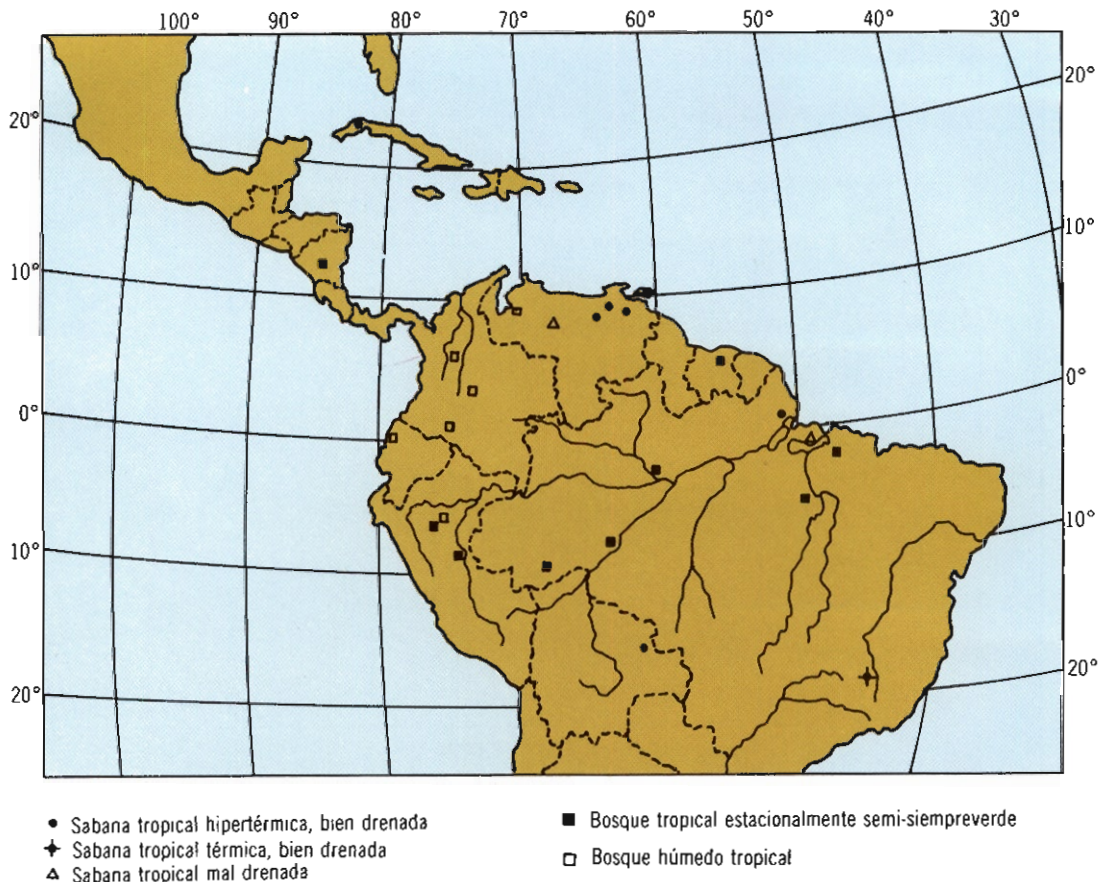 100° 90° 80° 70° 60° 50° 40° 30°
20° 20°
10° 10°
0° 0°
10° 10°
20° 20°
● Sabana tropical hipertérmica, bien drenada
Sabana tropical térmica, bien drenada
△ Sabana tropical mal drenada
■ Bosque tropical estacionalmente semi-siempreverde
□ Bosque húmedo tropical